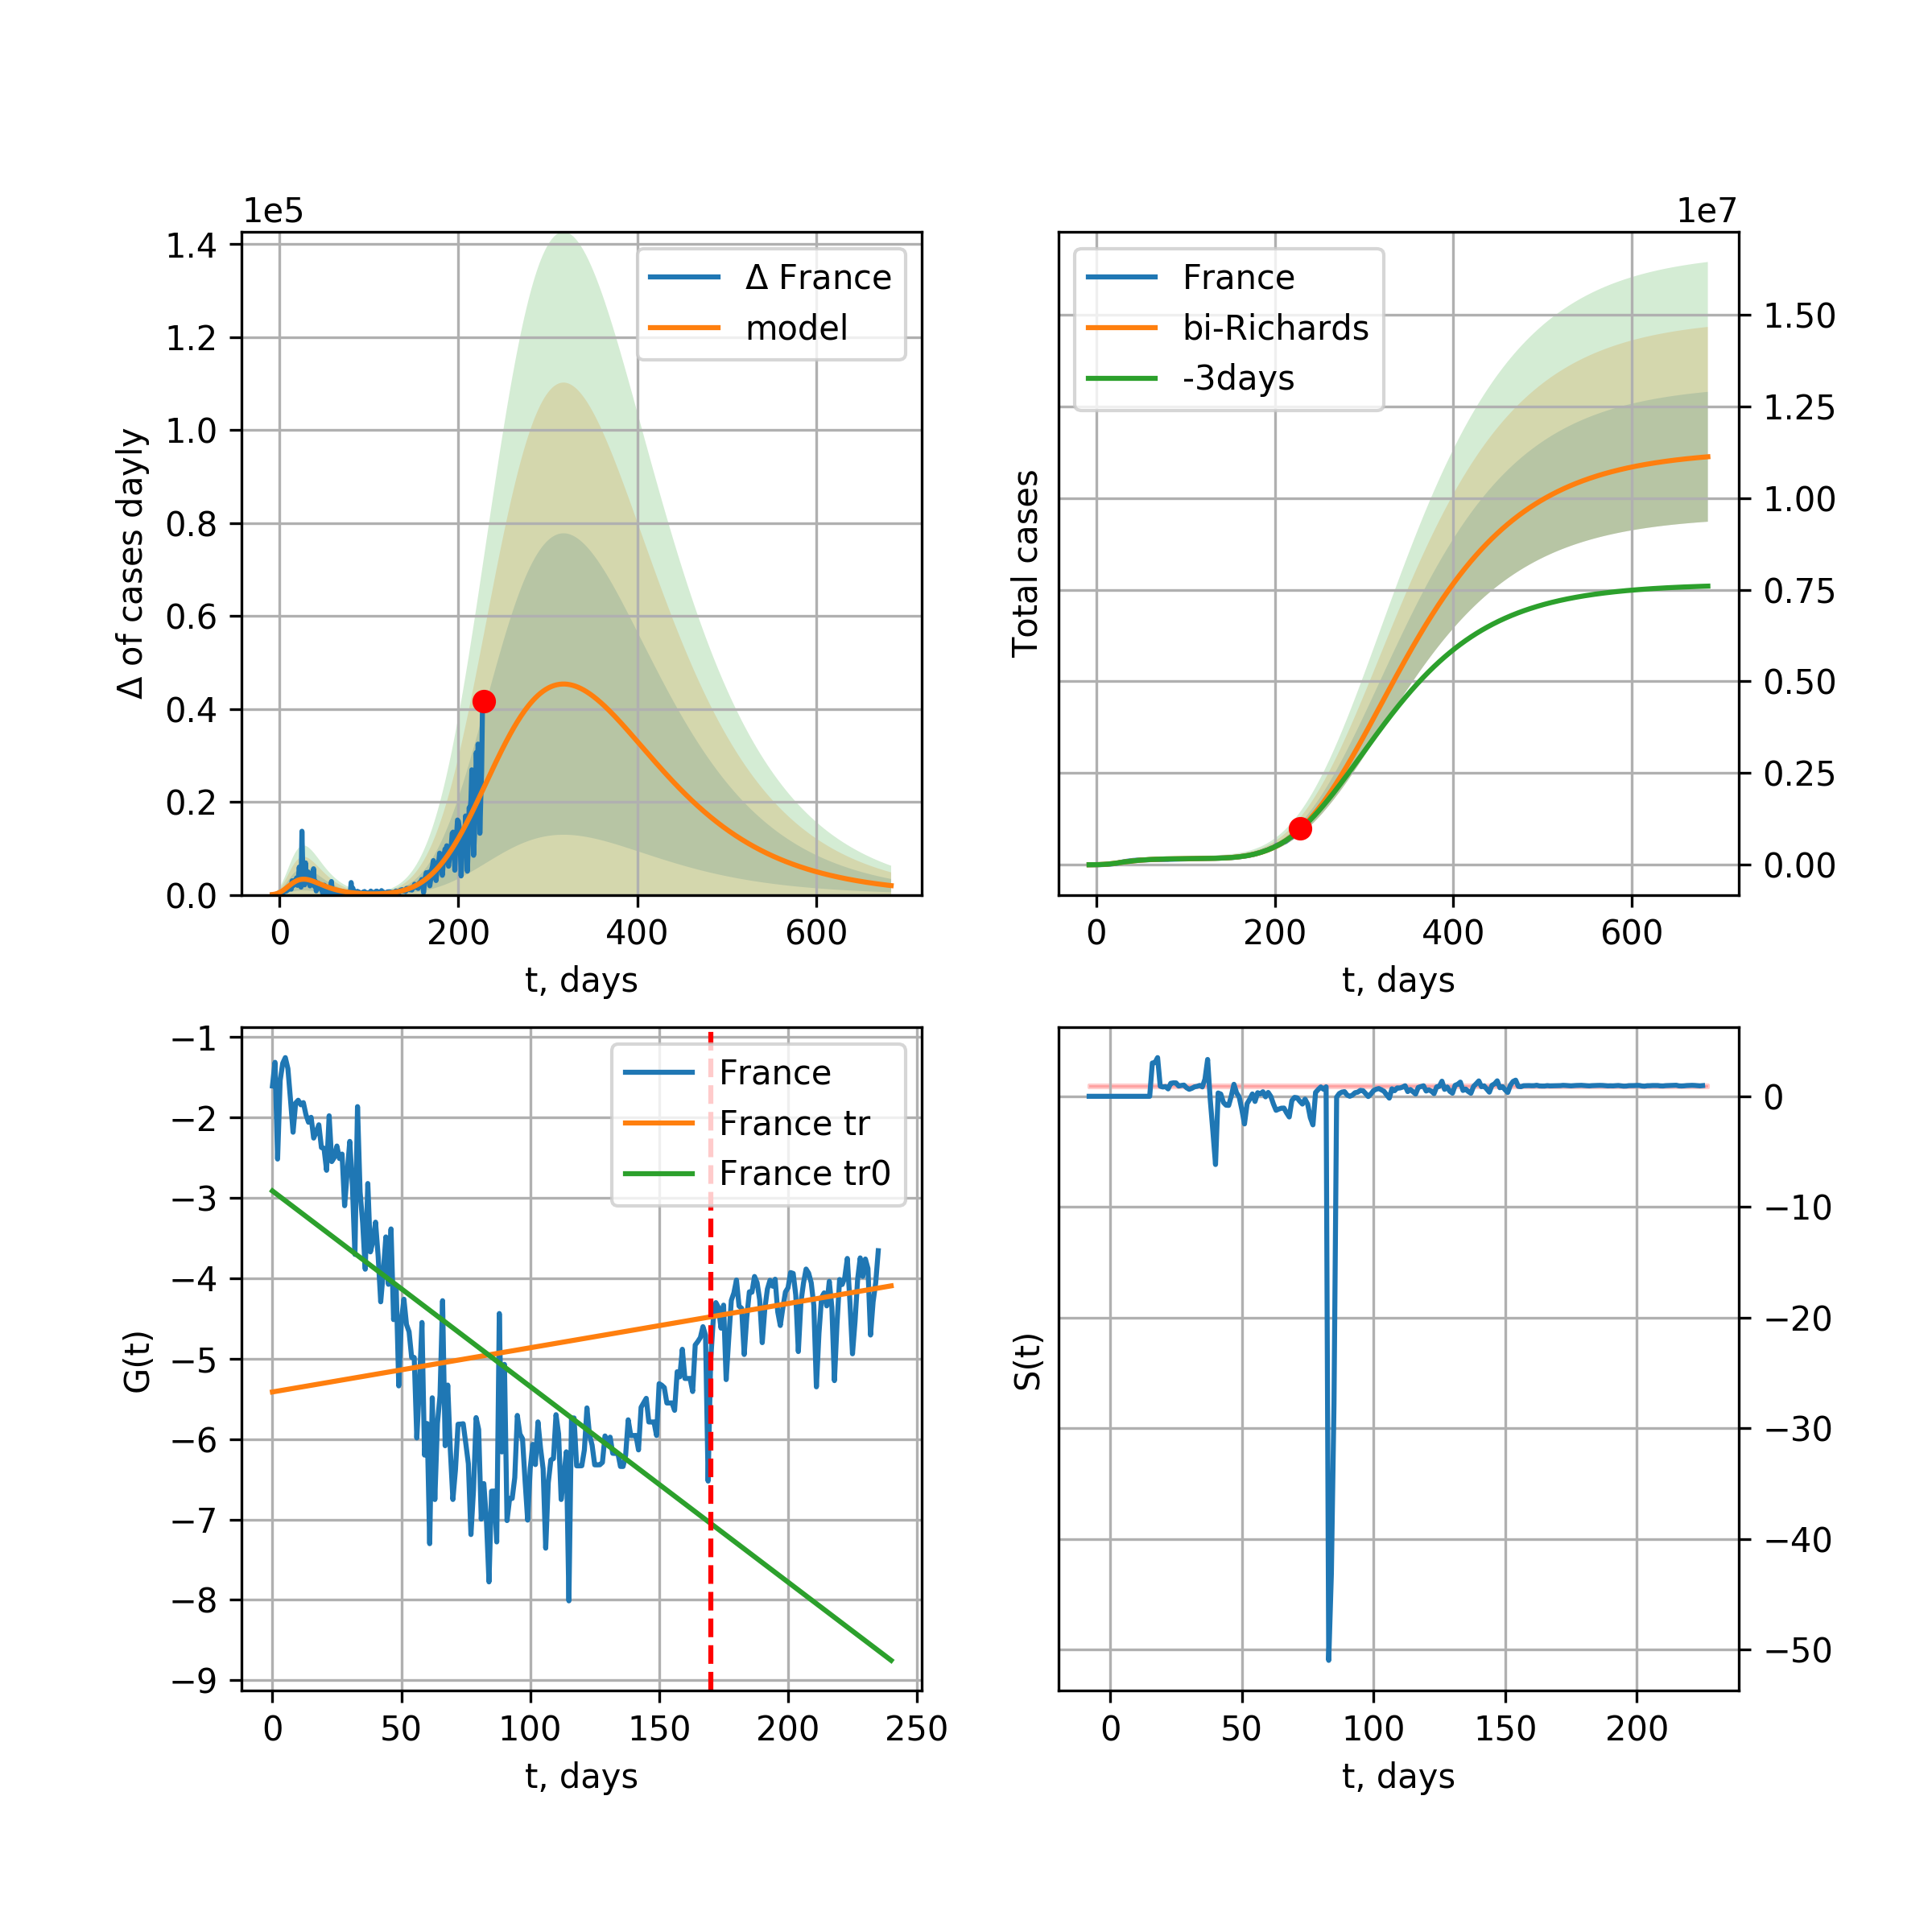 1e5
1.4
1.2
1.0
0.8
0.6
0.4
0.2
0.0
Δ of cases dayly
Δ France
model
0 200 400 600
t, days
1e7
France
bi-Richards
-3days
Total cases
1.50
1.25
1.00
0.75
0.50
0.25
0.00
0 200 400 600
t, days
−1
−2
−3
−4
−5
−6
−7
−8
−9
G(t)
France
France tr
France tr0
0 50 100 150 200 250
t, days
S(t)
0
−10
−20
−30
−40
−50
0 50 100 150 200
t, days